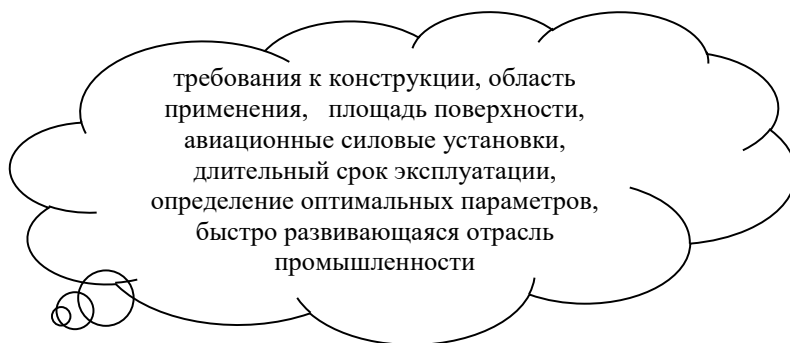 требования к конструкции, область
применения, площадь поверхности,
авиационные силовые установки,
длительный срок эксплуатации,
определение оптимальных параметров,
быстро развивающаяся отрасль
промышленности